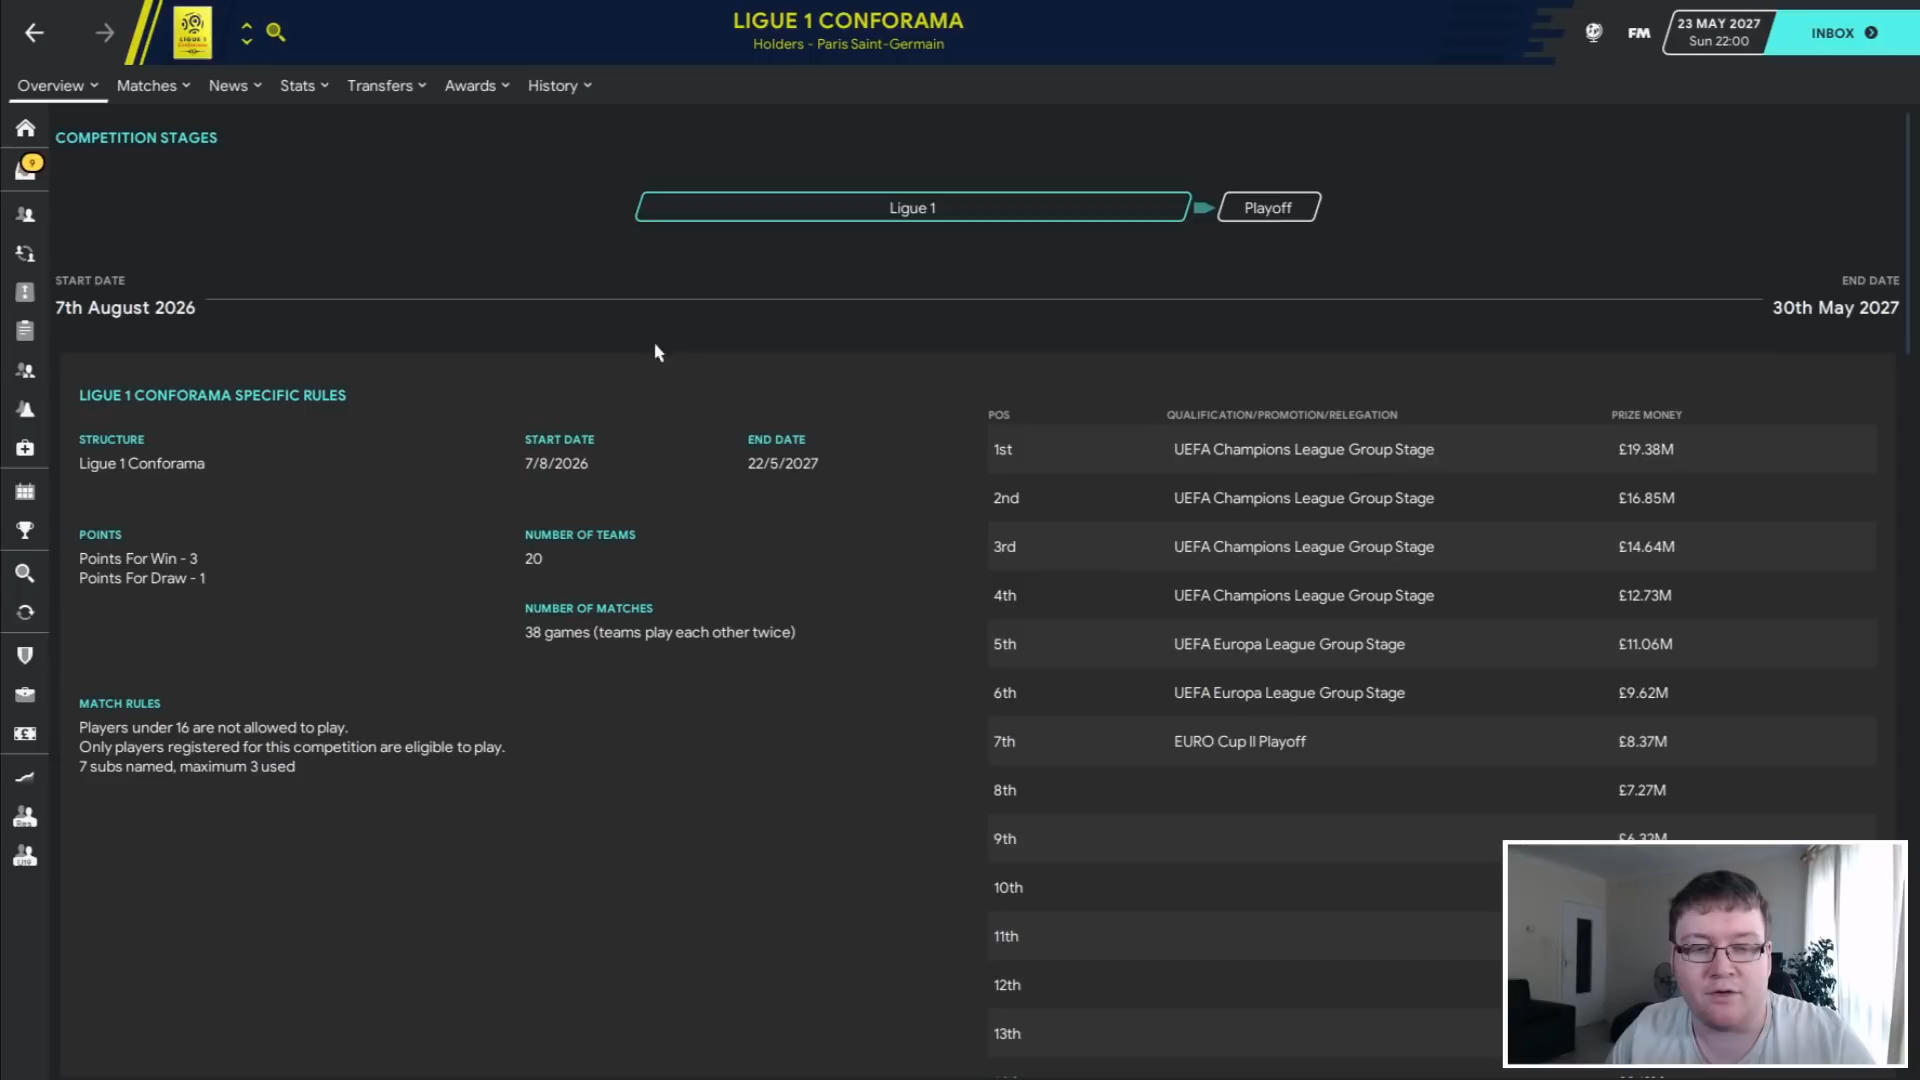 LIGUE 1 CONFORAMA
Holders - Paris Saint-Germain
FM
23 MAY 2027
Sun 22:00
INBOX
Overview
Matches
News
Stats
Transfers
Awards
History
9
COMPETITION STAGES
Ligue 1
Playoff
START DATE
END DATE
7th August 2026
30th May 2027
LIGUE 1 CONFORAMA SPECIFIC RULES
STRUCTURE
START DATE
END DATE
Ligue 1 Conforama
7/8/2026
22/5/2027
POINTS
NUMBER OF TEAMS
Points For Win - 3
20
Points For Draw - 1
NUMBER OF MATCHES
38 games (teams play each other twice)
MATCH RULES
Players under 16 are not allowed to play.
Only players registered for this competition are eligible to play.
7 subs named, maximum 3 used
POS QUALIFICATION/PROMOTION/RELEGATION PRIZE MONEY
1st UEFA Champions League Group Stage £19.38M
2nd UEFA Champions League Group Stage £16.85M
3rd UEFA Champions League Group Stage £14.64M
4th UEFA Champions League Group Stage £12.73M
5th UEFA Europa League Group Stage £11.06M
6th UEFA Europa League Group Stage £9.62M
7th EURO Cup II Playoff £8.37M
8th £7.27M
9th £6.32M
10th
11th
12th
13th